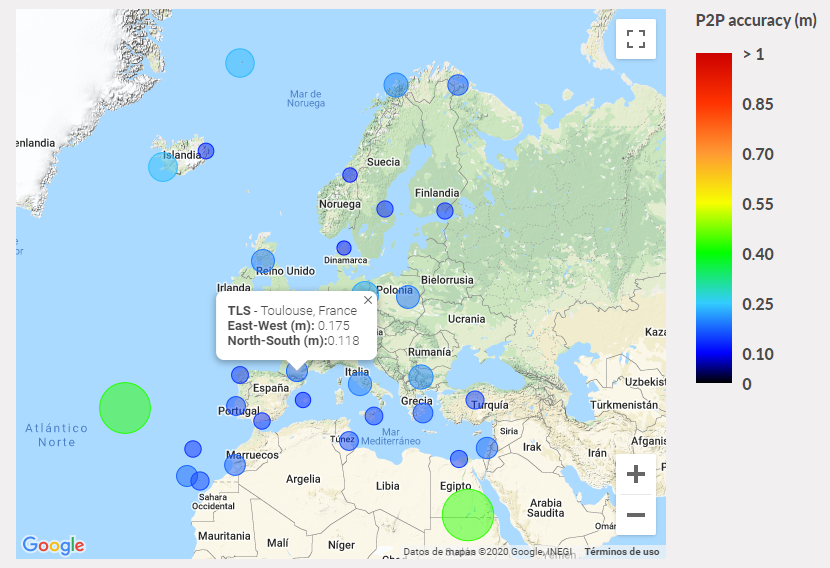 P2P accuracy (m)
> 1
0.85
0.70
0.55
0.40
0.25
0.10
0
Mar de
Noruega
enlandia
Islandia
Suecia
Finlandia
Noruega
Dinamarca
Reino Unido
Irlanda
Polonia
Bielorrusia
TLS - Toulouse, France
East-West (m): 0.175
North-South (m):0.118
Ucrania
Kaza
Rumanía
Italia
España
Uzbekist
Portugal
Grecia
Turquía
Turkmenistán
Atlántico
Norte
Túnez
Mar
Mediterráneo
Siria
Irak
Irán
Afganis
Marruecos
Argelia
Libia
Egipto
Sahara
Occidental
Arabia
Saudita
Omán
Mauritania
Malí
Níger
Google
Datos de mapas ©2020 Google, INEGI
Términos de uso